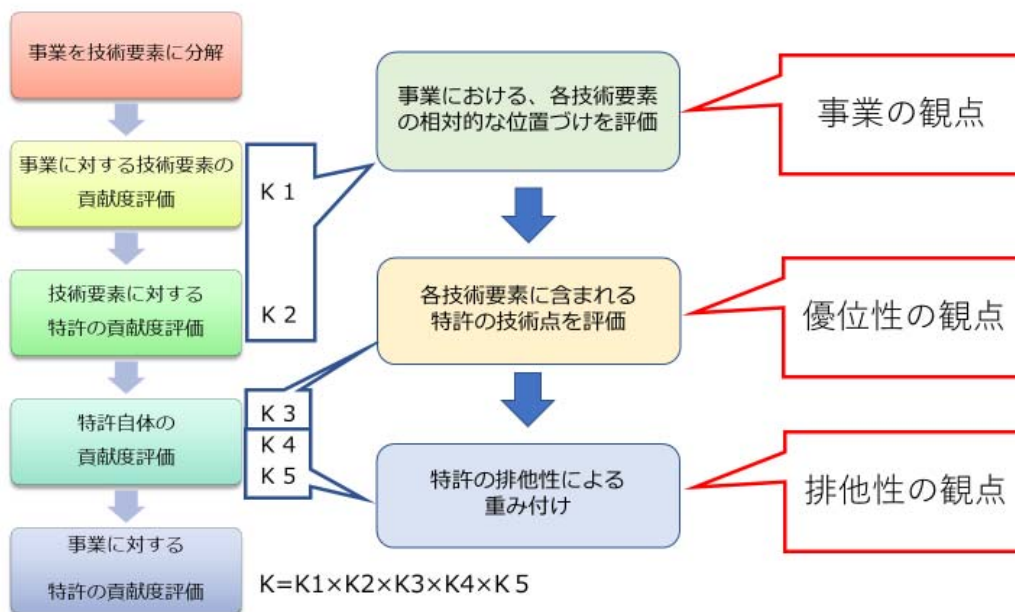 事業を技術要素に分解
事業に対する技術要素の
貢献度評価
技術要素に対する
特許の貢献度評価
特許自体の
貢献度評価
事業に対する
特許の貢献度評価
K 1
K 2
K 3
K 4
K 5
K=K1×K2×K3×K4×K 5
事業における、各技術要素
の相対的な位置づけを評価
各技術要素に含まれる
特許の技術点を評価
特許の排他性による
重み付け
事業の観点
優位性の観点
排他性の観点